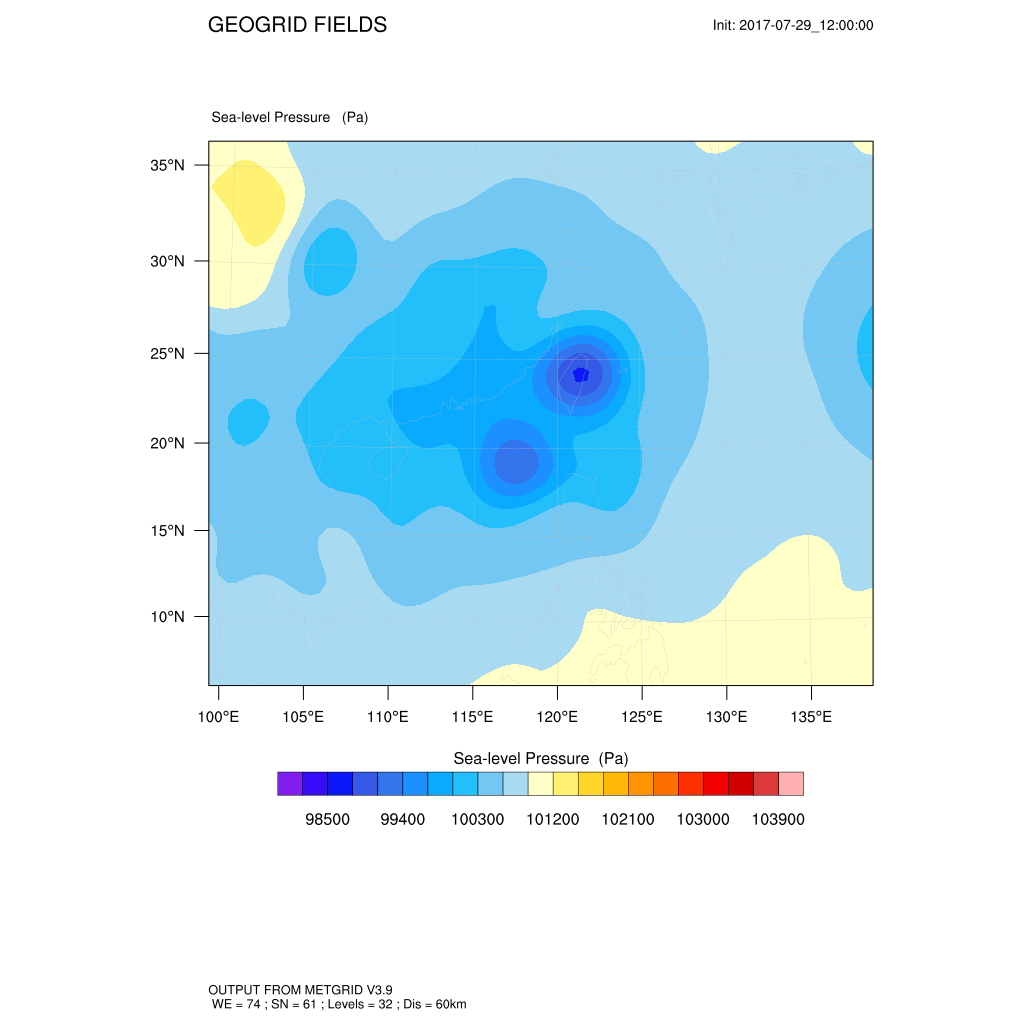 GEOGRID FIELDS
Init: 2017-07-29_12:00:00
Sea-level Pressure (Pa)
35°N
30°N
25°N
20°N
15°N
10°N
100°E 105°E 110°E 115°E 120°E 125°E 130°E 135°E
Sea-level Pressure (Pa)
98500 99400 100300 101200 102100 103000 103900
OUTPUT FROM METGRID V3.9
WE = 74 ; SN = 61 ; Levels = 32 ; Dis = 60km